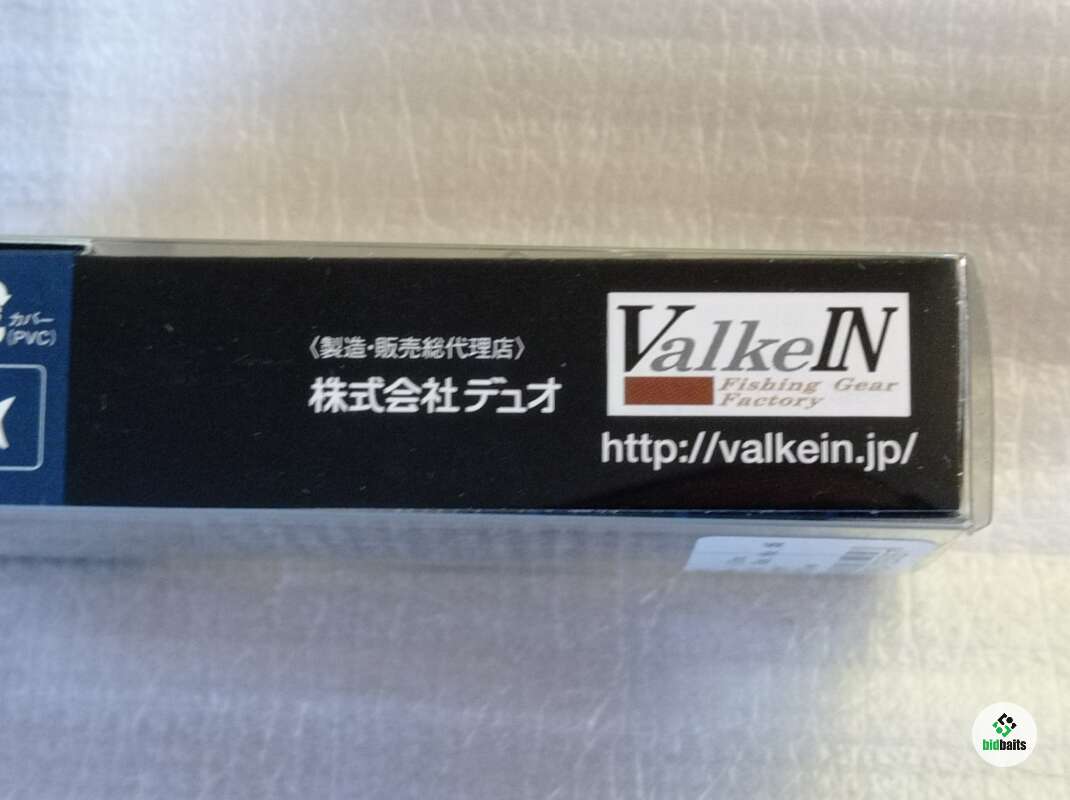 カバー
(PVC)
〈製造・販売総代理店〉
株式会社デュオ
ValkeIN
Fishing Gear
Factory
http://valkein.jp/
bidbaits